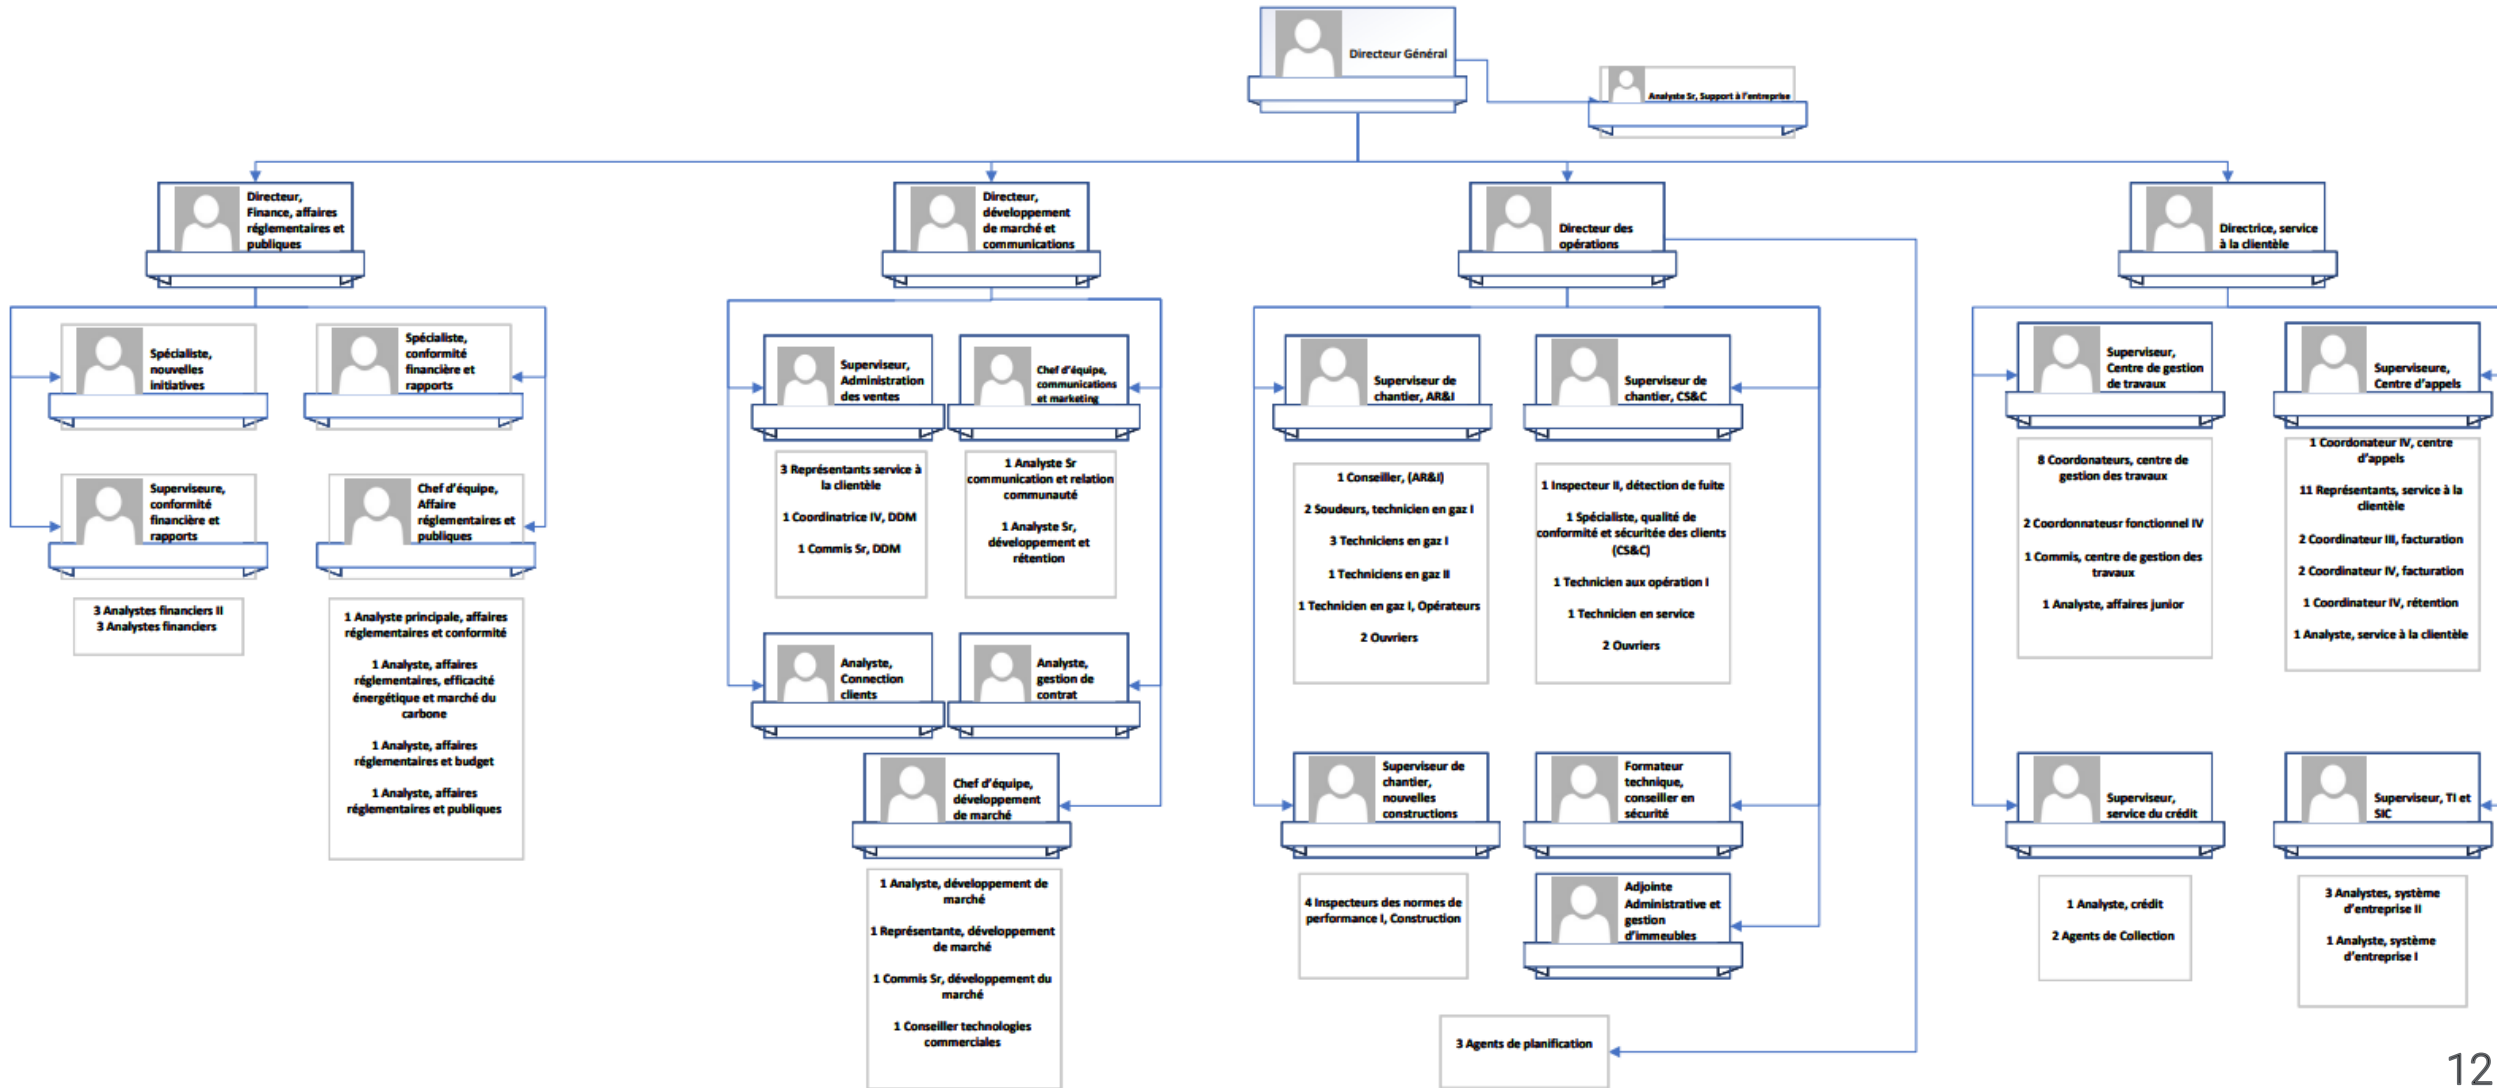 Directeur Général
Analyste Sr, Support à l'entreprise
Directeur,
Finance, affaires
réglementaires et
publiques
Directeur,
développement
de marché et
communications
Directeur des
opérations
Directrice, service
à la clientèle
Spécialiste,
nouvelles
initiatives
Spécialiste,
conformité
financière et
rapports
Superviseure,
conformité
financière et
rapports
Chef d'équipe,
Affaire
réglementaires et
publiques
3 Analystes financiers II
3 Analystes financiers
1 Analyste principale, affaires
réglementaires et conformité
1 Analyste, affaires
réglementaires, efficacité
énergétique et marché du
carbone
1 Analyste, affaires
réglementaires et budget
1 Analyste, affaires
réglementaires et publiques
Superviseur,
Administration
des ventes
Chef d'équipe,
communications
et marketing
3 Représentants service à
la clientèle
1 Coordinatrice IV, DDM
1 Commis Sr, DDM
1 Analyste Sr
communication et relation
communauté
1 Analyste Sr,
développement et
rétention
Analyste,
Connection
clients
Analyste,
gestion de
contrat
Chef d'équipe,
développement
de marché
1 Analyste, développement de
marché
1 Représentante, développement
de marché
1 Commis Sr, développement du
marché
1 Conseiller technologies
commerciales
Superviseur de
chantier, AR&I
Superviseur de
chantier, CS&C
1 Conseiller, (AR&I)
2 Soudeurs, technicien en gaz I
3 Techniciens en gaz I
1 Techniciens en gaz II
1 Technicien en gaz I, Opérateurs
2 Ouvriers
1 Inspecteur II, détection de fuite
1 Spécialiste, qualité de
conformité et sécuritée des clients
(CS&C)
1 Technicien aux opération I
1 Technicien en service
2 Ouvriers
Superviseur de
chantier,
nouvelles
constructions
Formateur
technique,
conseiller en
sécurité
4 Inspecteurs des normes de
performance I, Construction
Adjointe
Administrative et
gestion
d'immeubles
3 Agents de planification
Superviseur,
Centre de gestion
de travaux
Superviseure,
Centre d'appels
8 Coordonateurs, centre de
gestion des travaux
2 Coordonnateusr fonctionnel IV
1 Commis, centre de gestion des
travaux
1 Analyste, affaires junior
1 Coordonateur IV, centre
d'appels
11 Représentants, service à la
clientèle
2 Coordinateur III, facturation
2 Coordinateur IV, facturation
1 Coordinateur IV, rétention
1 Analyste, service à la clientèle
Superviseur,
service du crédit
Superviseur, TI et
SIC
1 Analyste, crédit
2 Agents de Collection
3 Analystes, système
d'entreprise II
1 Analyste, système
d'entreprise I
12